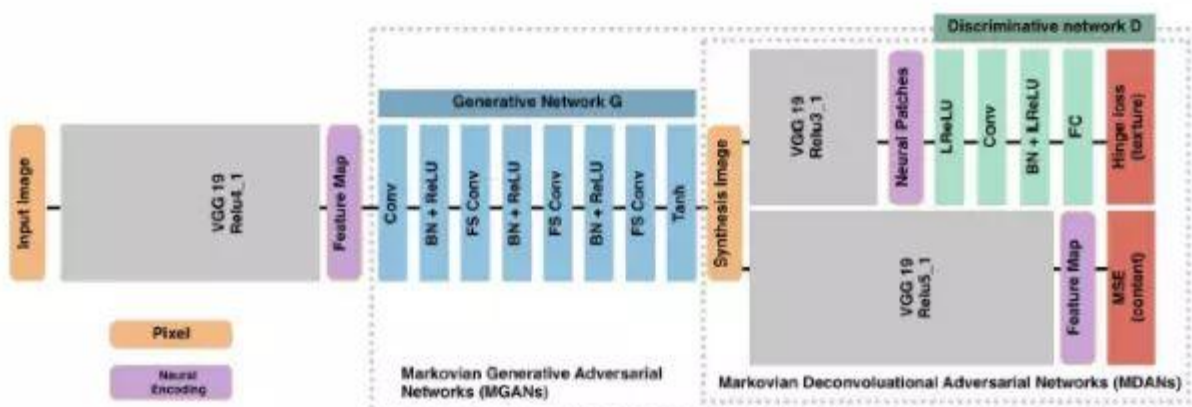 Discriminative network D
Generative Network G
Input Image
VGG 19
Relu4_1
Feature Map
Conv
BN + ReLU
FS Conv
BN + ReLU
FS Conv
BN + ReLU
FS Conv
Tanh
Synthesis Image
VGG 19
Relu3_1
Neural Patches
LReLU
Conv
BN + LReLU
FC
Hinge loss
(texture)
VGG 19
Relu5_1
Feature Map
MSE
(content)
Pixel
Neural
Encoding
Markovian Generative Adversarial
Networks (MGANs)
Markovian Deconvoluational Adversarial Networks (MDANs)